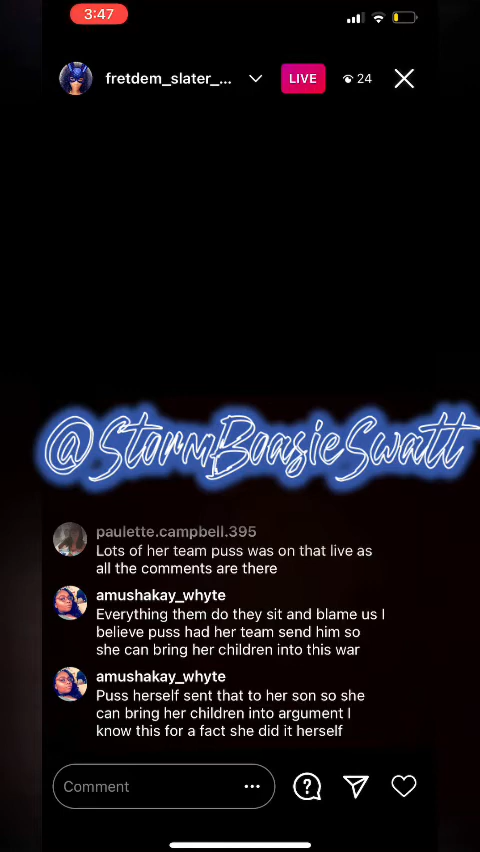 3:47
fretdem_slater_...
LIVE
24
@StormBoasieSwatt
paulette.campbell.395
Lots of her team puss was on that live as
all the comments are there
amushakay_whyte
Everything them do they sit and blame us I
believe puss had her team send him so
she can bring her children into this war
amushakay_whyte
Puss herself sent that to her son so she
can bring her children into argument I
know this for a fact she did it herself
Comment